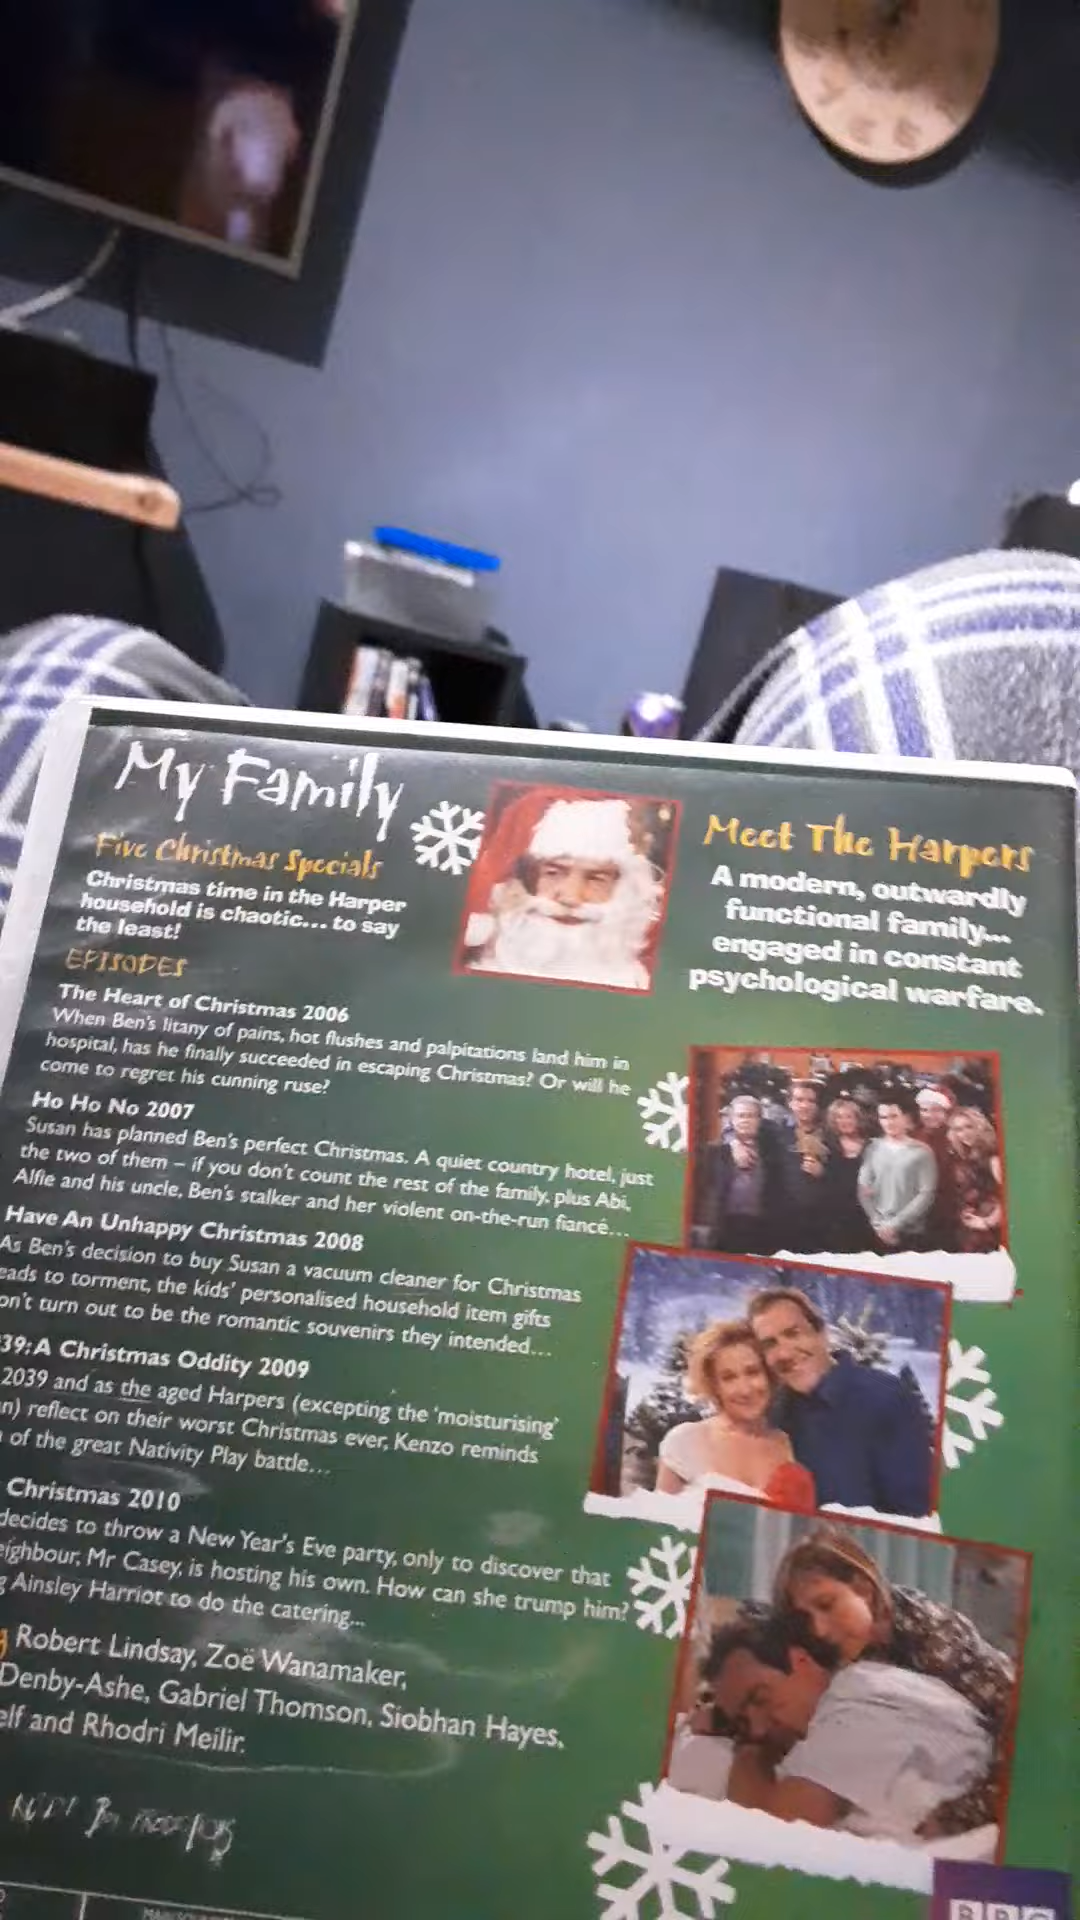 My Family
Five Christmas Specials
Christmas time in the Harper
household is chaotic... to say
the least!
EPISODES
The Heart of Christmas 2006
When Ben's litany of pains, hot flushes and palpitations land him in
hospital, has he finally succeeded in escaping Christmas? Or will he
come to regret his cunning ruse?
Ho Ho No 2007
Susan has planned Ben's perfect Christmas. A quiet country hotel, just
the two of them – if you don't count the rest of the family, plus Abi,
Alfie and his uncle, Ben's stalker and her violent on-the-run fiancé...
Have An Unhappy Christmas 2008
As Ben's decision to buy Susan a vacuum cleaner for Christmas
eads to torment, the kids' personalised household item gifts
on't turn out to be the romantic souvenirs they intended...
39: A Christmas Oddity 2009
2039 and as the aged Harpers (excepting the 'moisturising'
n) reflect on their worst Christmas ever, Kenzo reminds
of the great Nativity Play battle...
Christmas 2010
decides to throw a New Year's Eve party, only to discover that
eighbour, Mr Casey, is hosting his own. How can she trump him?
g Ainsley Harriot to do the catering...
g Robert Lindsay, Zoë Wanamaker,
Denby-Ashe, Gabriel Thomson, Siobhan Hayes,
elf and Rhodri Meilir.
Meet The Harpers
A modern, outwardly
functional family...
engaged in constant
psychological warfare.
BBC